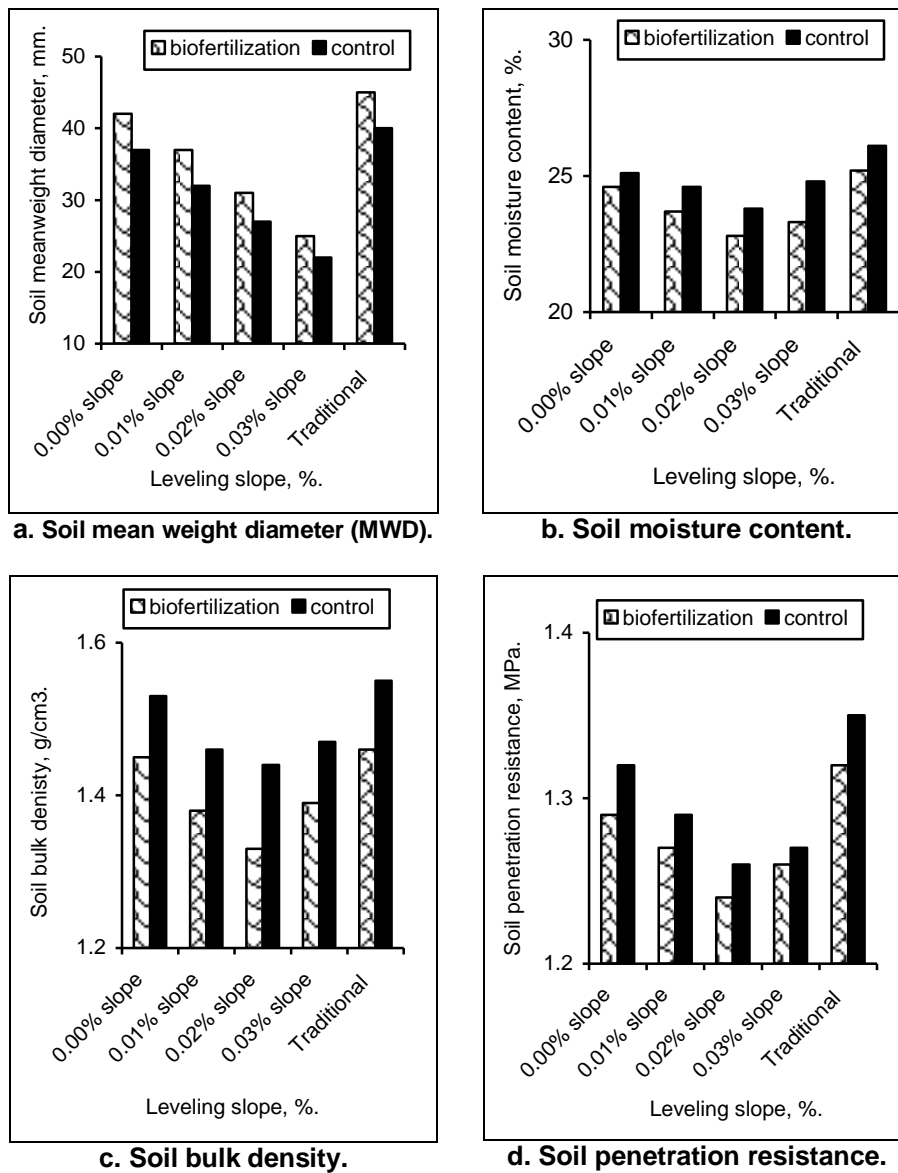 biofertilization control
Soil meanweight diameter, mm.
50
40
30
20
10
0.00% slope
0.01% slope
0.02% slope
0.03% slope
Traditional
Leveling slope, %.
a. Soil mean weight diameter (MWD).
biofertilization control
Soil moisture content, %.
30
25
20
0.00% slope
0.01% slope
0.02% slope
0.03% slope
Traditional
Leveling slope, %.
b. Soil moisture content.
biofertilization control
Soil bulk denisty, g/cm3.
1.6
1.4
1.2
0.00% slope
0.01% slope
0.02% slope
0.03% slope
Traditional
Leveling slope, %.
c. Soil bulk density.
biofertilization control
Soil penetration resistance, MPa.
1.4
1.3
1.2
0.00% slope
0.01% slope
0.02% slope
0.03% slope
Traditional
Leveling slope, %.
d. Soil penetration resistance.